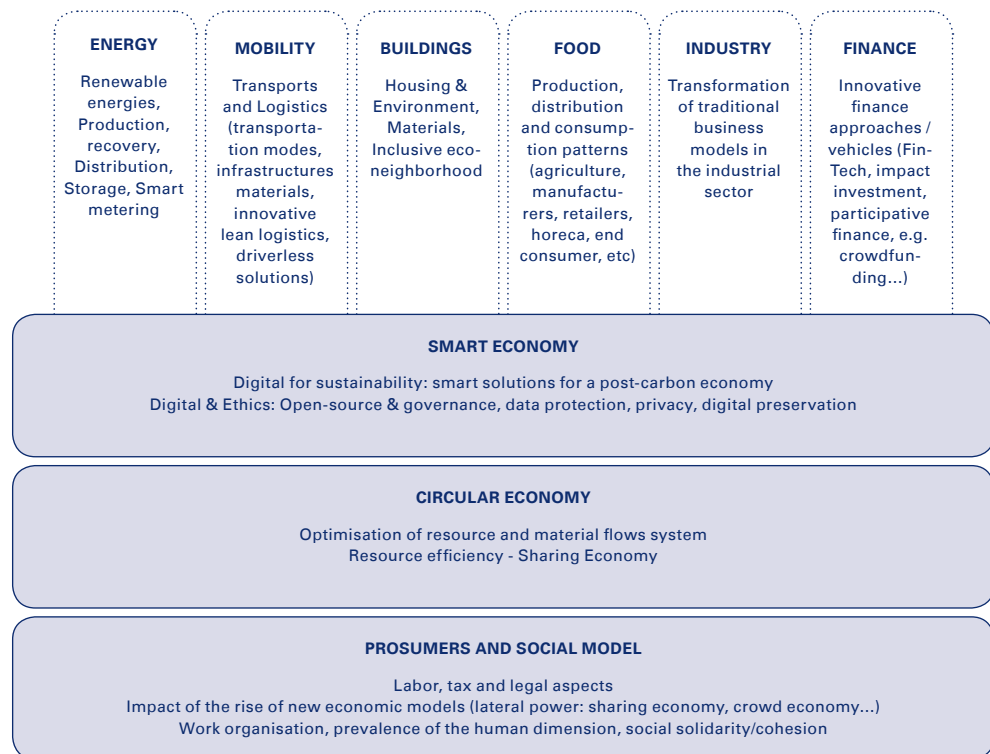 ENERGY
Renewable
energies,
Production,
recovery,
Distribution,
Storage, Smart
metering
MOBILITY
Transports
and Logistics
(transporta-
tion modes,
infrastructures
materials,
innovative
lean logistics,
driverless
solutions)
BUILDINGS
Housing &
Environment,
Materials,
Inclusive eco-
neighborhood
FOOD
Production,
distribution
and consump-
tion patterns
(agriculture,
manufactu-
rers, retailers,
horeca, end
consumer, etc)
INDUSTRY
Transformation
of traditional
business
models in
the industrial
sector
FINANCE
Innovative
finance
approaches /
vehicles (Fin-
Tech, impact
investment,
participative
finance, e.g.
crowdfun-
ding...)
SMART ECONOMY
Digital for sustainability: smart solutions for a post-carbon economy
Digital & Ethics: Open-source & governance, data protection, privacy, digital preservation
CIRCULAR ECONOMY
Optimisation of resource and material flows system
Resource efficiency - Sharing Economy
PROSUMERS AND SOCIAL MODEL
Labor, tax and legal aspects
Impact of the rise of new economic models (lateral power: sharing economy, crowd economy...)
Work organisation, prevalence of the human dimension, social solidarity/cohesion